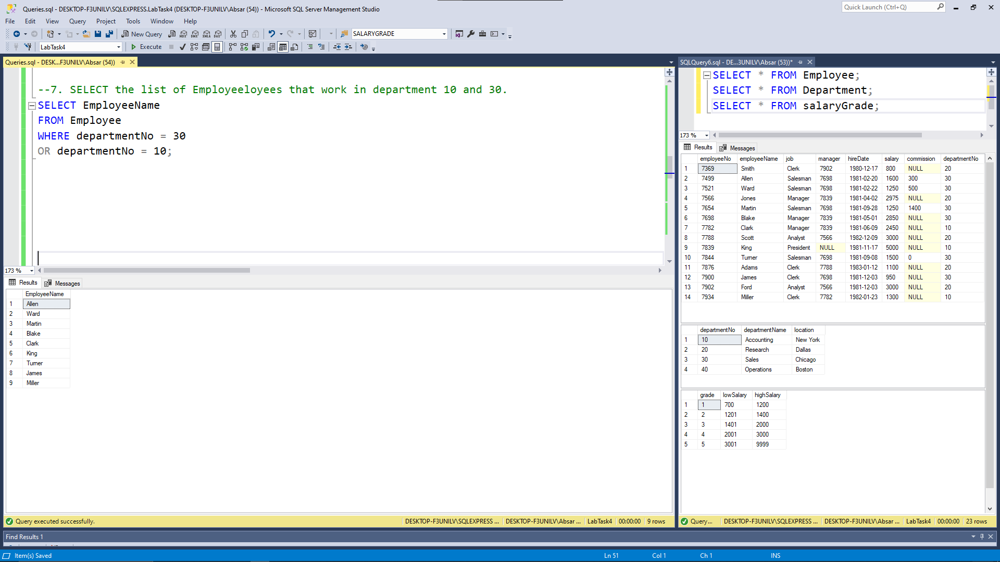 Queries.sql - DESKTOP-F3UNILV\SQLEXPRESS.LabTask4 (DESKTOP-F3UNILV\Absar (54)) - Microsoft SQL Server Management Studio
Quick Launch (Ctrl+Q)
File Edit View Query Project Tools Window Help
New Query MDX DMX XMLA DAX SALARYGRADE
LabTask4 Execute
Queries.sql - DESK...F3UNILV\Absar (54))
--7. SELECT the list of Employeeloyees that work in department 10 and 30.
SELECT EmployeeName
FROM Employee
WHERE departmentNo = 30
OR departmentNo = 10;
173 %
Results Messages
EmployeeName
1 Allen
2 Ward
3 Martin
4 Blake
5 Clark
6 King
7 Turner
8 James
9 Miller
Query executed successfully. DESKTOP-F3UNILV\SQLEXPRESS ... DESKTOP-F3UNILV\Absar ... LabTask4 00:00:00 9 rows
SQLQuery6.sql - DE...3UNILV\Absar (53))*
SELECT * FROM Employee;
SELECT * FROM Department;
SELECT * FROM salaryGrade;
173 %
Results Messages
employeeNo employeeName job manager hireDate salary commission departmentNo
1 7369 Smith Clerk 7902 1980-12-17 800 NULL 20
2 7499 Allen Salesman 7698 1981-02-20 1600 300 30
3 7521 Ward Salesman 7698 1981-02-22 1250 500 30
4 7566 Jones Manager 7839 1981-04-02 2975 NULL 20
5 7654 Martin Salesman 7698 1981-09-28 1250 1400 30
6 7698 Blake Manager 7839 1981-05-01 2850 NULL 30
7 7782 Clark Manager 7839 1981-06-09 2450 NULL 10
8 7788 Scott Analyst 7566 1982-12-09 3000 NULL 20
9 7839 King President NULL 1981-11-17 5000 NULL 10
10 7844 Turner Salesman 7698 1981-09-08 1500 0 30
11 7876 Adams Clerk 7788 1983-01-12 1100 NULL 20
12 7900 James Clerk 7698 1981-12-03 950 NULL 30
13 7902 Ford Analyst 7566 1981-12-03 3000 NULL 20
14 7934 Miller Clerk 7782 1982-01-23 1300 NULL 10
departmentNo departmentName location
1 10 Accounting New York
2 20 Research Dallas
3 30 Sales Chicago
4 40 Operations Boston
grade lowSalary highSalary
1 1 700 1200
2 2 1201 1400
3 3 1401 2000
4 4 2001 3000
5 5 3001 9999
Query... DESKTOP-F3UNILV\SQLEXPRESS ... DESKTOP-F3UNILV\Absar ... LabTask4 00:00:00 23 rows
Find Results 1
Item(s) Saved Ln 51 Col 1 Ch 1 INS